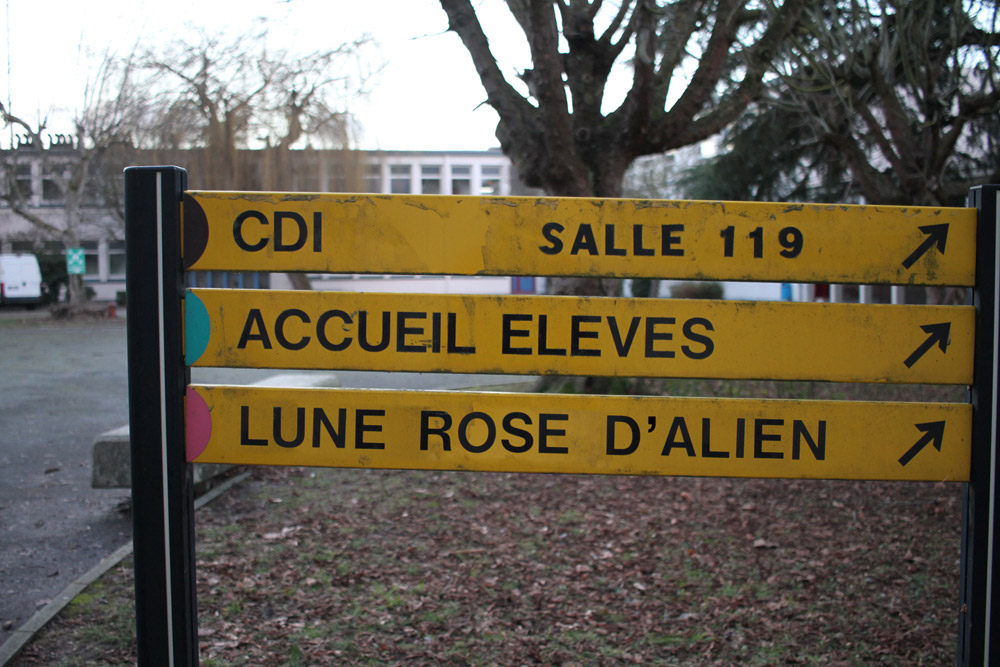 CDI SALLE 119
ACCUEIL ELEVES
LUNE ROSE D'ALIEN